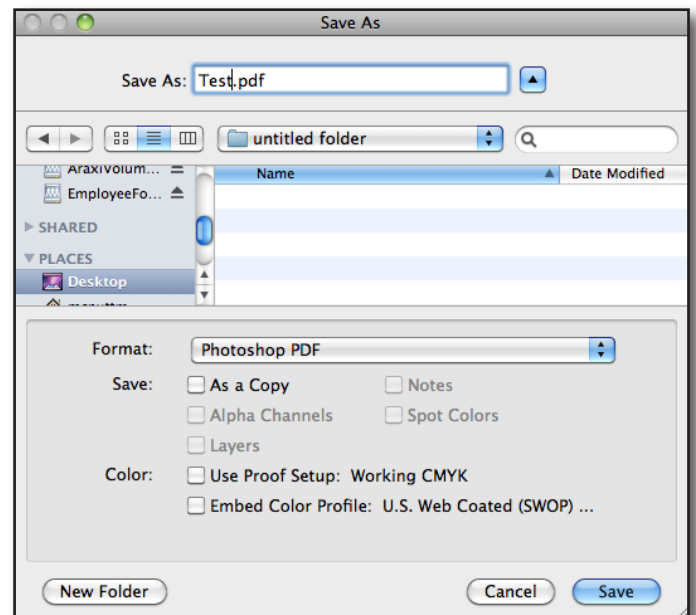 Save As
Save As: Test.pdf
untitled folder
AraxiVolum... Name Date Modified
EmployeeFo...
SHARED
PLACES
Desktop
Format: Photoshop PDF
Save: As a Copy Notes
Alpha Channels Spot Colors
Layers
Color: Use Proof Setup: Working CMYK
Embed Color Profile: U.S. Web Coated (SWOP) ...
New Folder Cancel Save